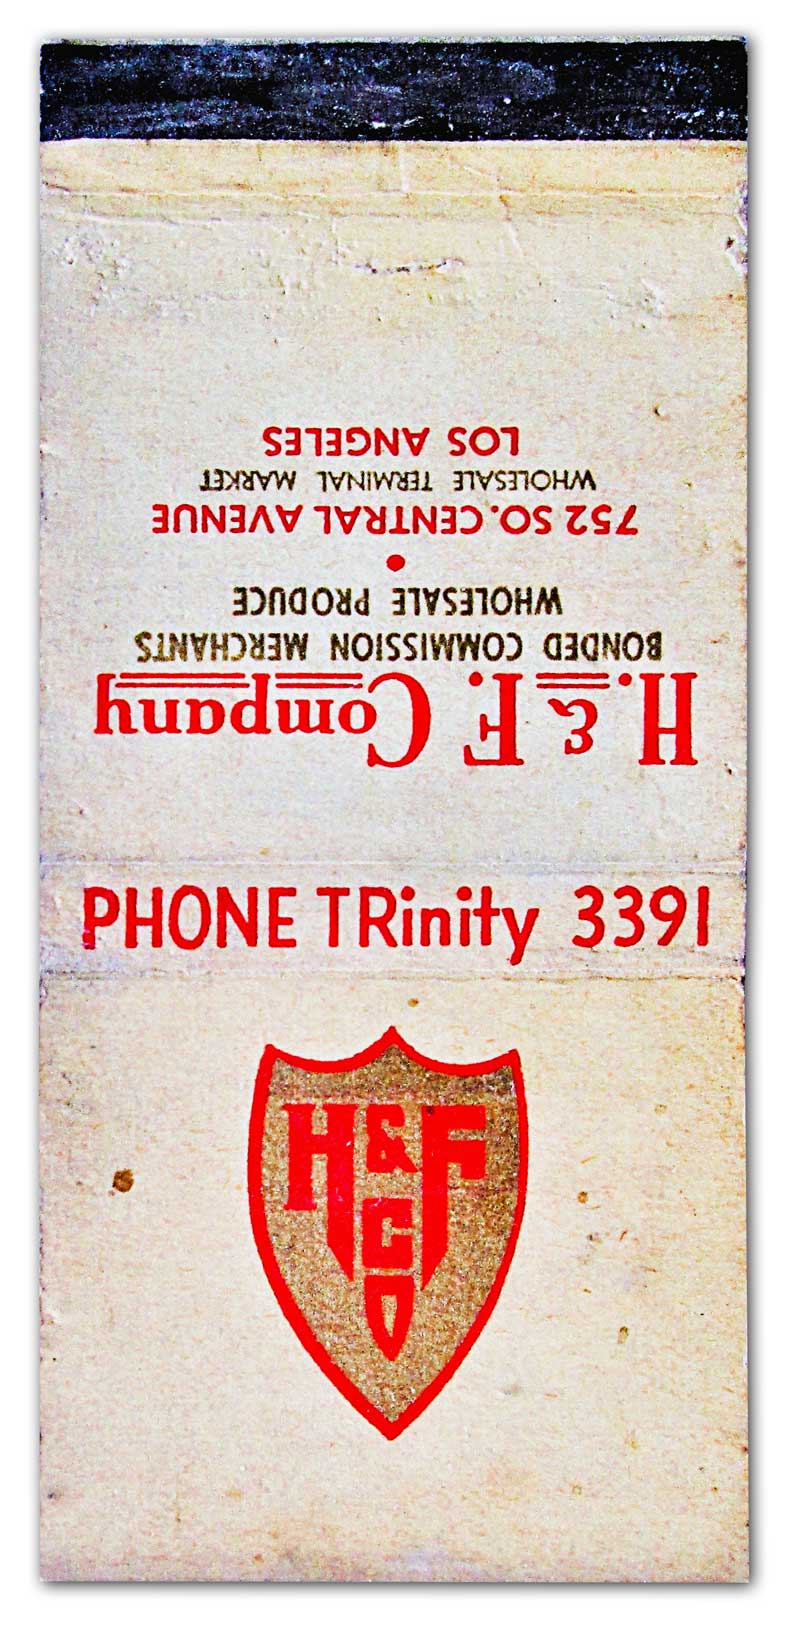 H. & F. Company
BONDED COMMISSION MERCHANTS
WHOLESALE PRODUCE
752 SO. CENTRAL AVENUE
WHOLESALE TERMINAL MARKET
LOS ANGELES
PHONE TRinity 3391
H & F
CO